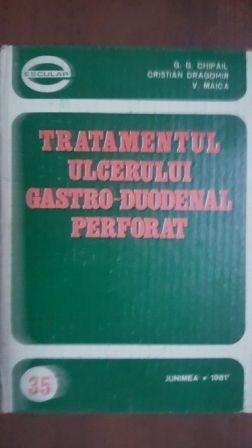 ESCULAP
G. G. CHIPAIL
CRISTIAN DRAGOMIR
V. MAICA
TRATAMENTUL
ULCERULUI
GASTRO-DUODENAL
PERFORAT
35
JUNIMEA • 1981